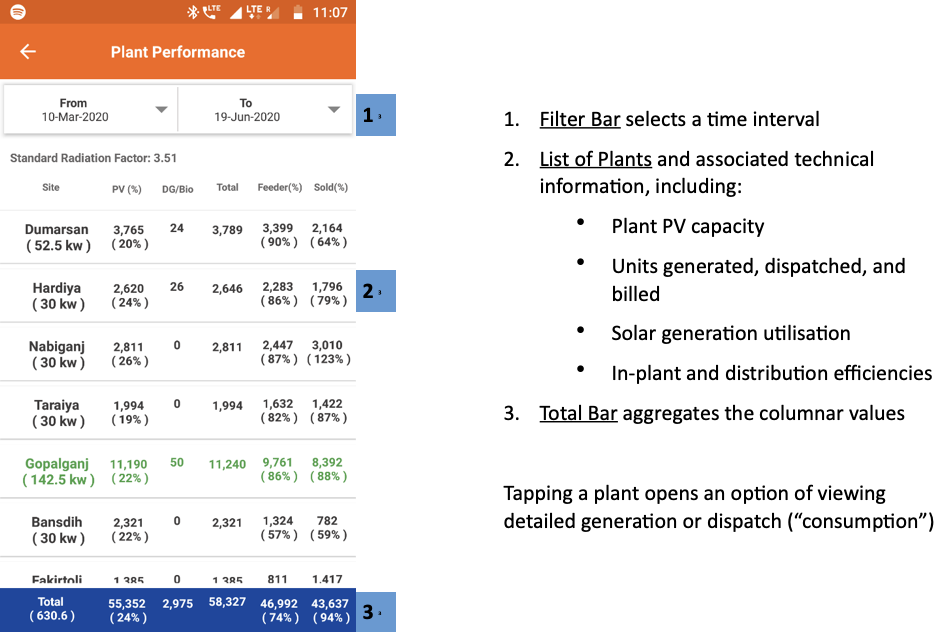 LTE LTE R 11:07
Plant Performance
From To
10-Mar-2020 19-Jun-2020
1 3
Standard Radiation Factor: 3.51
Site PV (%) DG/Bio Total Feeder(%) Sold(%)
Dumarsan 3,765 24 3,789 3,399 2,164
( 52.5 kw ) ( 20% ) ( 90% ) ( 64% )
Hardiya 2,620 26 2,646 2,283 1,796
( 30 kw ) ( 24% ) ( 86% ) ( 79% )
2 3
Nabiganj 2,811 0 2,811 2,447 3,010
( 30 kw ) ( 26% ) ( 87% ) ( 123% )
Taraiya 1,994 0 1,994 1,632 1,422
( 30 kw ) ( 19% ) ( 82% ) ( 87% )
Gopalganj 11,190 50 11,240 9,761 8,392
( 142.5 kw ) ( 22% ) ( 86% ) ( 88% )
Bansdih 2,321 0 2,321 1,324 782
( 30 kw ) ( 22% ) ( 57% ) ( 59% )
Fakirtoli 1,385 0 1,385 811 1,417
Total 55,352 2,975 58,327 46,992 43,637
( 630.6 ) ( 24% ) ( 74% ) ( 94% )
3 3
1. Filter Bar selects a time interval
2. List of Plants and associated technical
information, including:
• Plant PV capacity
• Units generated, dispatched, and
billed
• Solar generation utilisation
• In-plant and distribution efficiencies
3. Total Bar aggregates the columnar values
Tapping a plant opens an option of viewing
detailed generation or dispatch (“consumption”)